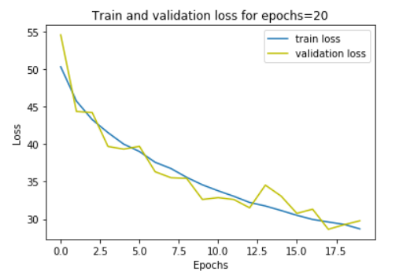 Train and validation loss for epochs=20
train loss
validation loss
55
50
45
40
35
30
Loss
0.0 2.5 5.0 7.5 10.0 12.5 15.0 17.5
Epochs